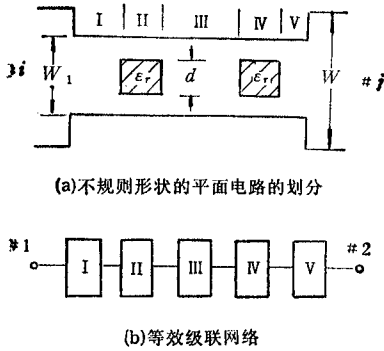 I II III IV V
#i W1 εr d εr W #j
(a)不规则形状的平面电路的划分
#1 I II III IV V #2
(b)等效级联网络